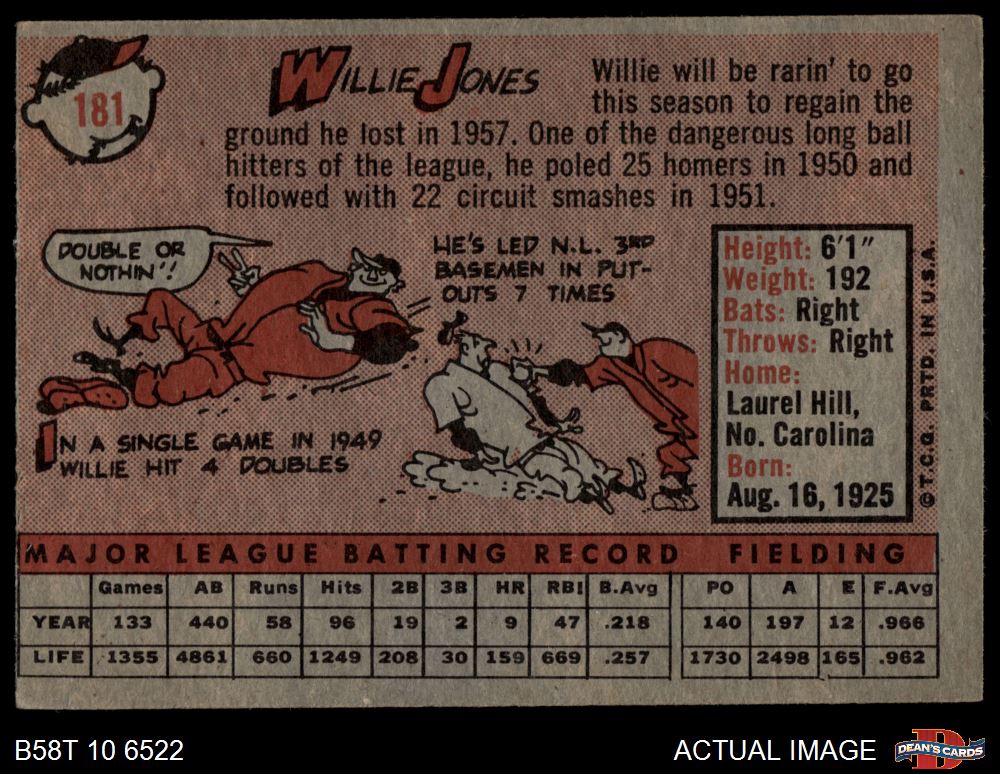 181
WILLIE JONES
Willie will be rarin' to go
this season to regain the
ground he lost in 1957. One of the dangerous long ball
hitters of the league, he poled 25 homers in 1950 and
followed with 22 circuit smashes in 1951.
DOUBLE OR
NOTHIN'!
HE'S LED N.L. 3RD
BASEMEN IN PUT-
OUTS 7 TIMES
IN A SINGLE GAME IN 1949
WILLIE HIT 4 DOUBLES
Height: 6'1"
Weight: 192
Bats: Right
Throws: Right
Home:
Laurel Hill,
No. Carolina
Born:
Aug. 16, 1925
© T.C.G. PRTD. IN U.S.A.
MAJOR LEAGUE BATTING RECORD FIELDING
Games AB Runs Hits 2B 3B HR RBI B.Avg PO A E F.Avg
YEAR 133 440 58 96 19 2 9 47 .218 140 197 12 .966
LIFE 1355 4861 660 1249 208 30 159 669 .257 1730 2498 165 .962
B58T 10 6522
ACTUAL IMAGE
DEAN'S CARDS